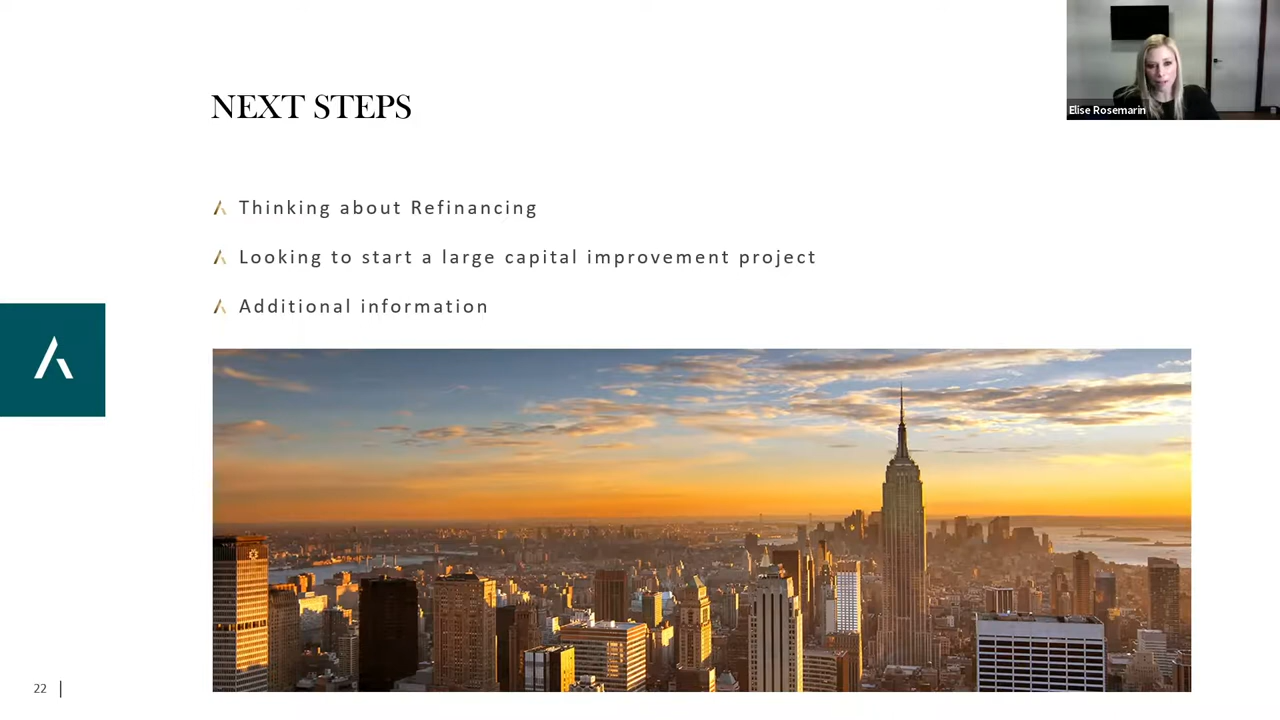 NEXT STEPS
Elise Rosemarin
Thinking about Refinancing
Looking to start a large capital improvement project
Additional information
22